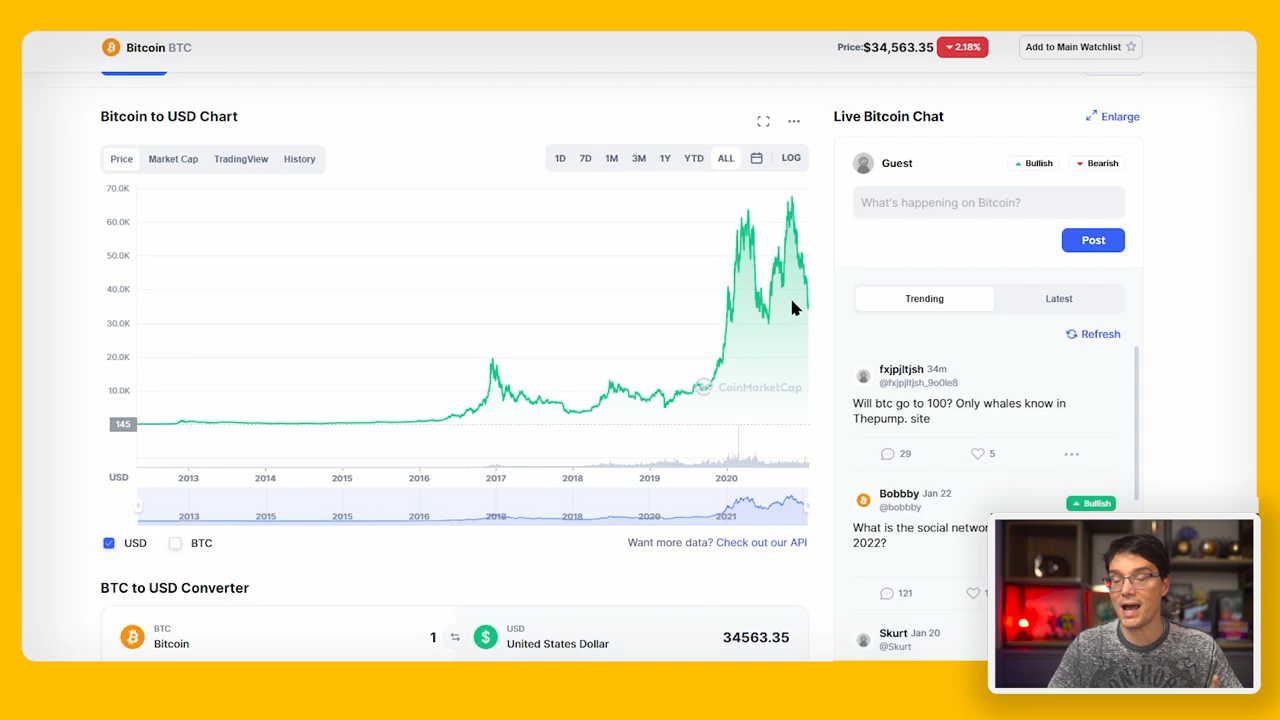 Bitcoin BTC
Price:$34,563.35 2.18% Add to Main Watchlist
Bitcoin to USD Chart
Price Market Cap TradingView History
1D 7D 1M 3M 1Y YTD ALL LOG
70.0K
60.0K
50.0K
40.0K
30.0K
20.0K
10.0K
145
CoinMarketCap
USD 2013 2014 2015 2016 2017 2018 2019 2020
2013 2015 2015 2016 2018 2018 2020 2021
USD BTC
Want more data? Check out our API
BTC to USD Converter
BTC
Bitcoin
1
USD
United States Dollar
34563.35
Live Bitcoin Chat
Enlarge
Guest
Bullish Bearish
What's happening on Bitcoin?
Post
Trending Latest
Refresh
fxjpjltjsh 34m
@fxjpjltjsh_9o0le8
Will btc go to 100? Only whales know in
Thepump. site
29 5
Bobbby Jan 22
@bobbby
Bullish
What is the social networ
2022?
121 1
Skurt Jan 20
@Skurt